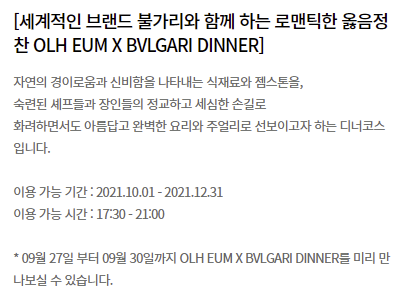 [세계적인 브랜드 불가리와 함께 하는 로맨틱한 옳음정
찬 OLH EUM X BVLGARI DINNER]
자연의 경이로움과 신비함을 나타내는 식재료와 젬스톤을,
숙련된 셰프들과 장인들의 정교하고 세심한 손길로
화려하면서도 아름답고 완벽한 요리와 주얼리로 선보이고자 하는 디너코스
입니다.
이용 가능 기간 : 2021.10.01 - 2021.12.31
이용 가능 시간 : 17:30 - 21:00
* 09월 27일 부터 09월 30일까지 OLH EUM X BVLGARI DINNER를 미리 만
나보실 수 있습니다.